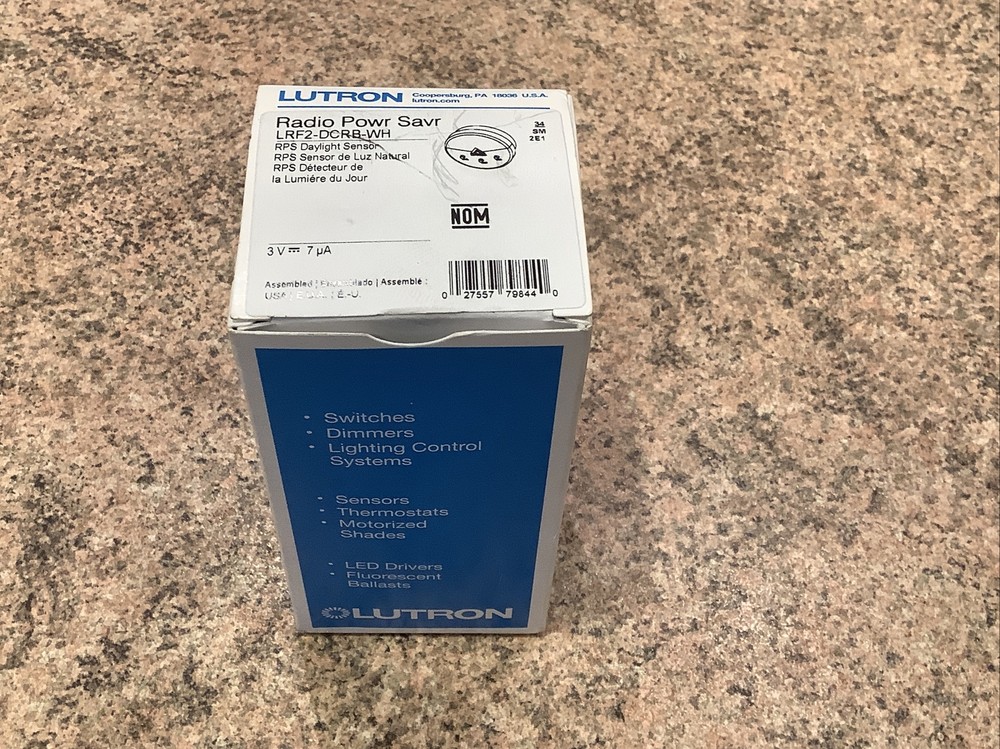 LUTRON Coopersburg, PA 18036 U.S.A.
lutron.com
Radio Powr Savr
LRF2-DCRB-WH
34
SM
2E1
RPS Daylight Sensor
RPS Sensor de Luz Natural
RPS Détecteur de
la Lumiére du Jour
NOM
3 V 7 µA
Assembled | | Assemblé :
0 27557 79844 0
• Switches
• Dimmers
• Lighting Control
Systems
• Sensors
• Thermostats
• Motorized
Shades
• LED Drivers
• Fluorescent
Ballasts
LUTRON